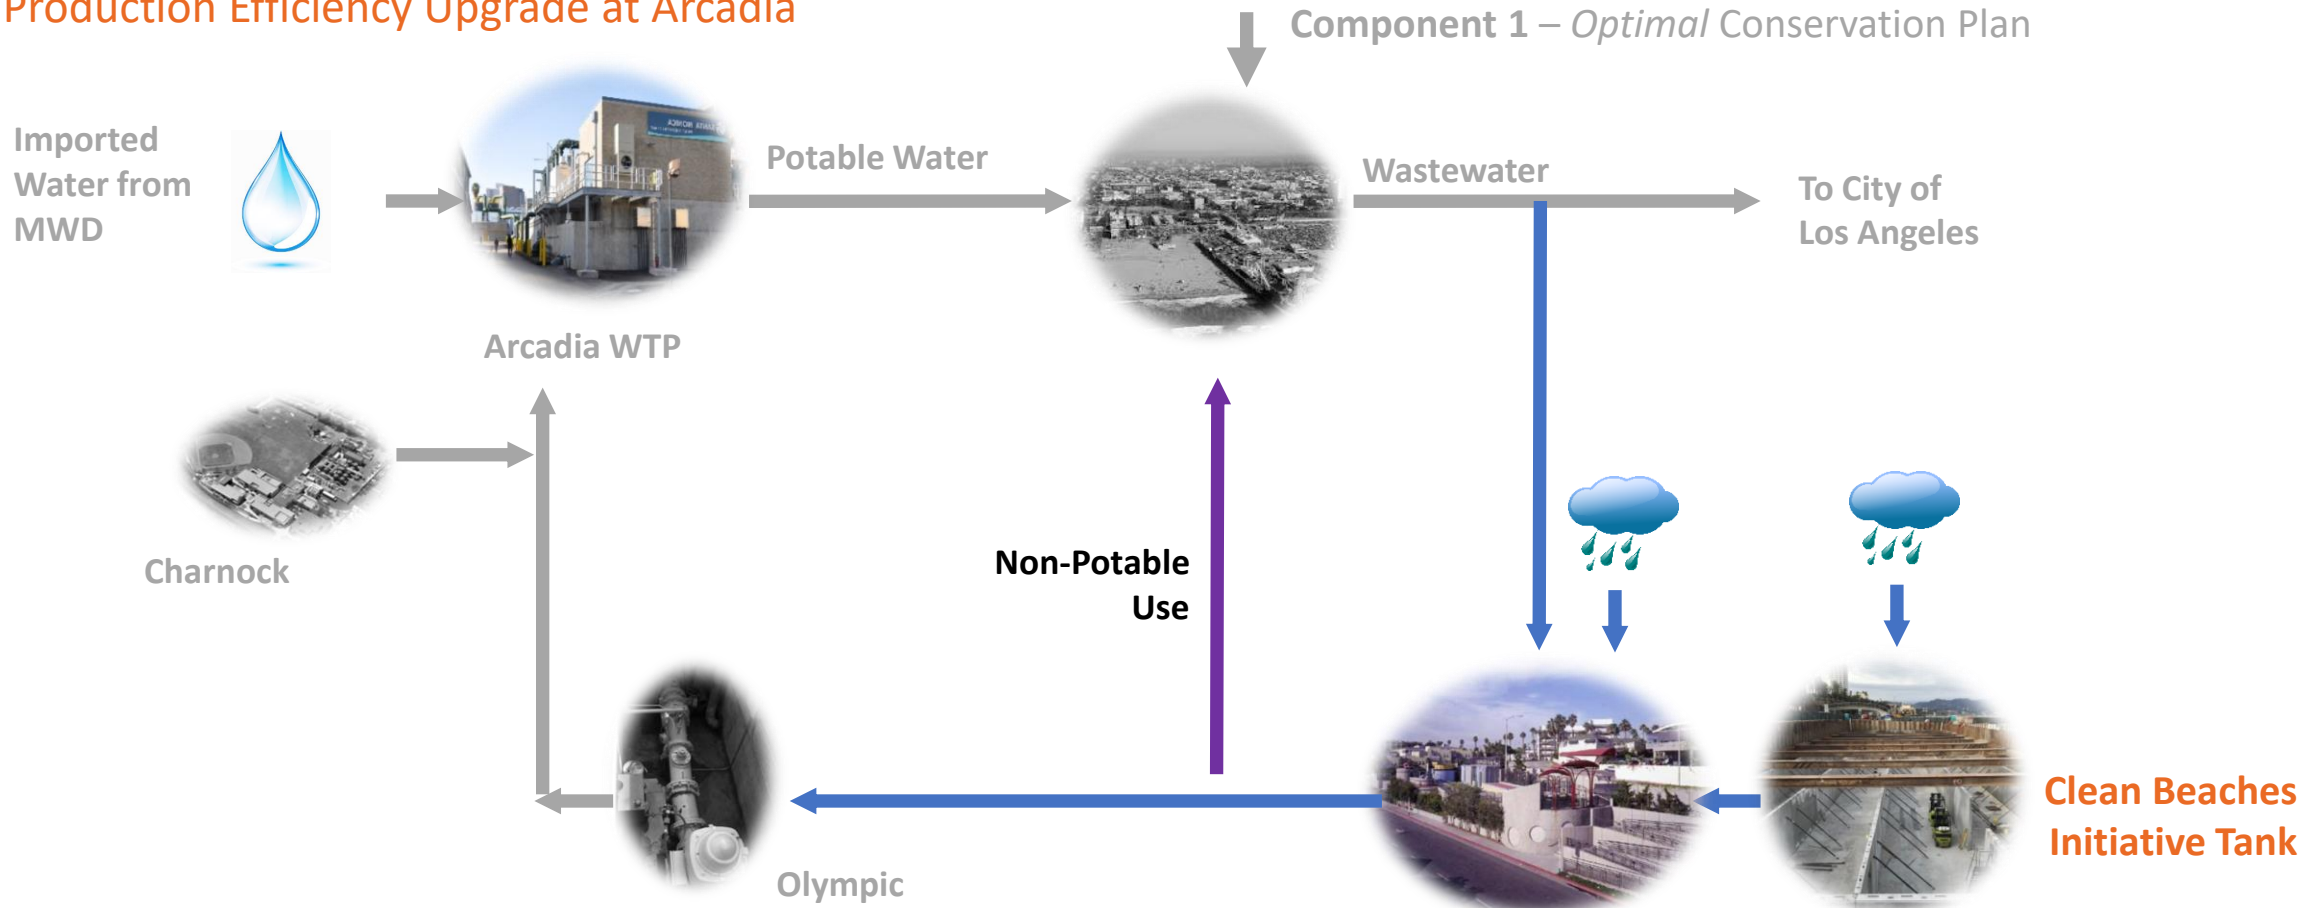 Production Efficiency Upgrade at Arcadia
Component 1 – Optimal Conservation Plan
Imported
Water from
MWD
Potable Water
Wastewater
To City of
Los Angeles
Arcadia WTP
Charnock
Non-Potable
Use
Clean Beaches
Initiative Tank
Olympic